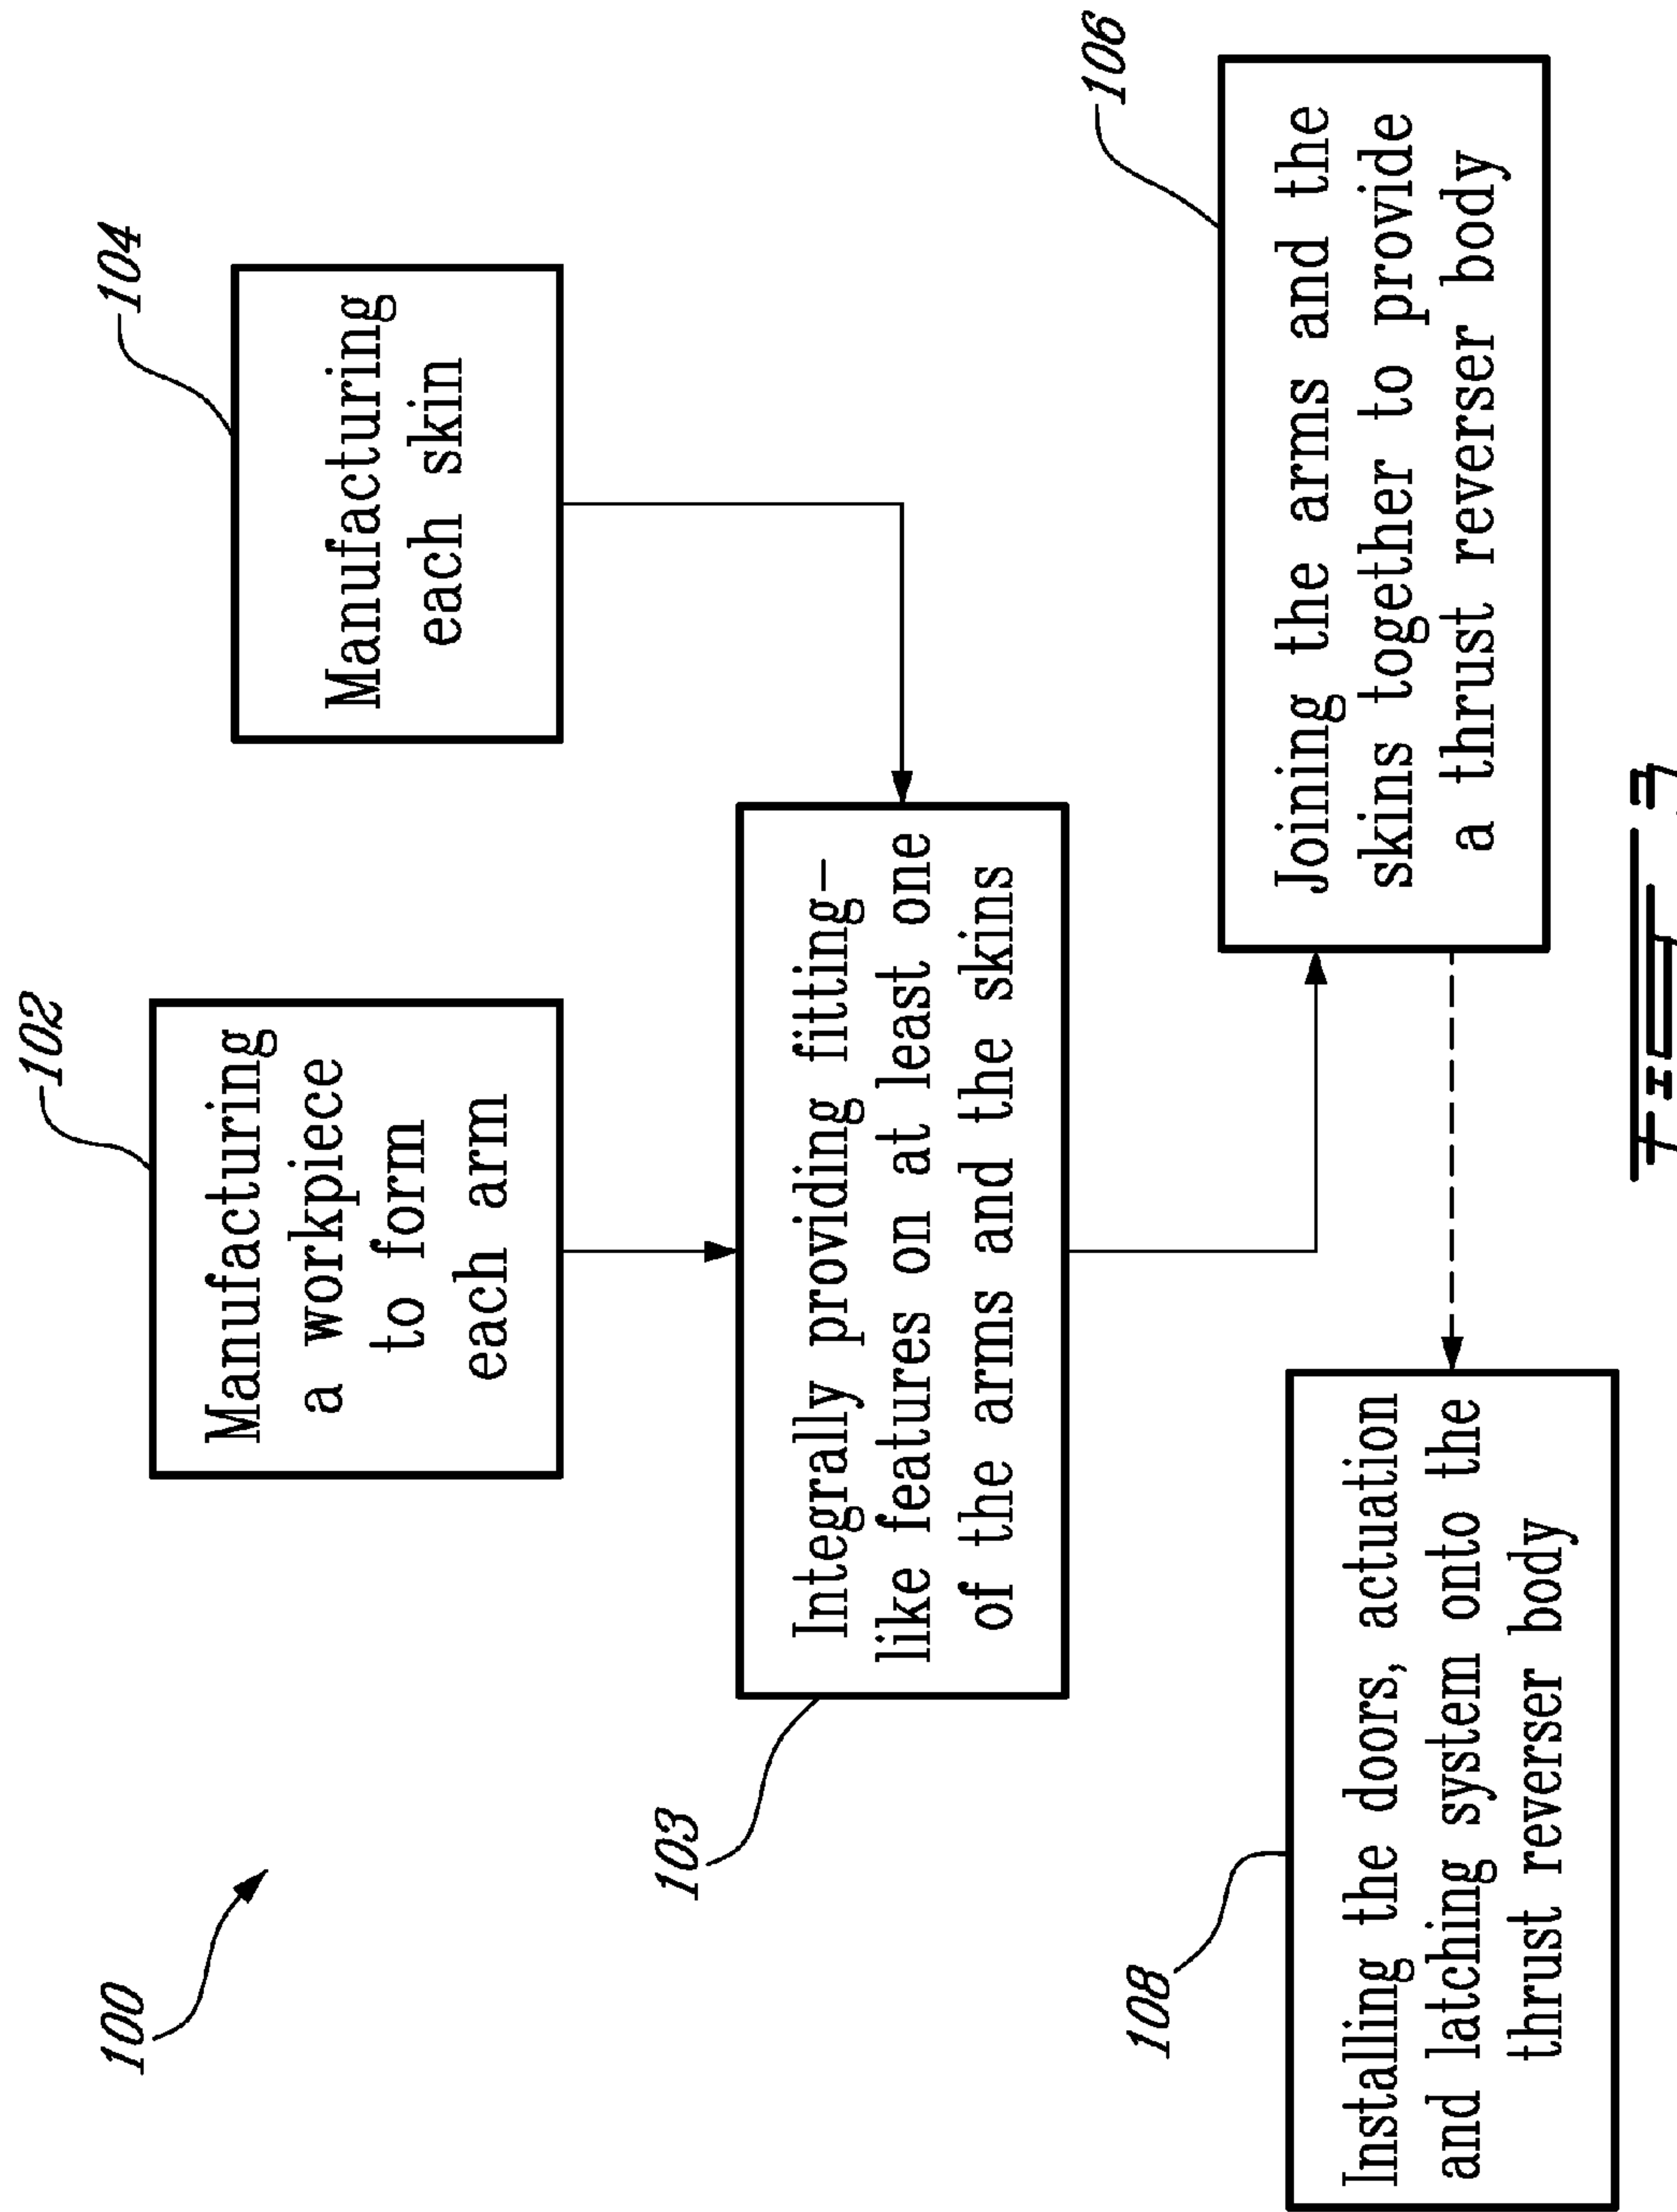 100
102
Manufacturing
a workpiece
to form
each arm
104
Manufacturing
each skin
103
Integrally providing fitting-
like features on at least one
of the arms and the skins
106
Joining the arms and the
skins together to provide
a thrust reverser body
108
Installing the doors, actuation
and latching system onto the
thrust reverser body